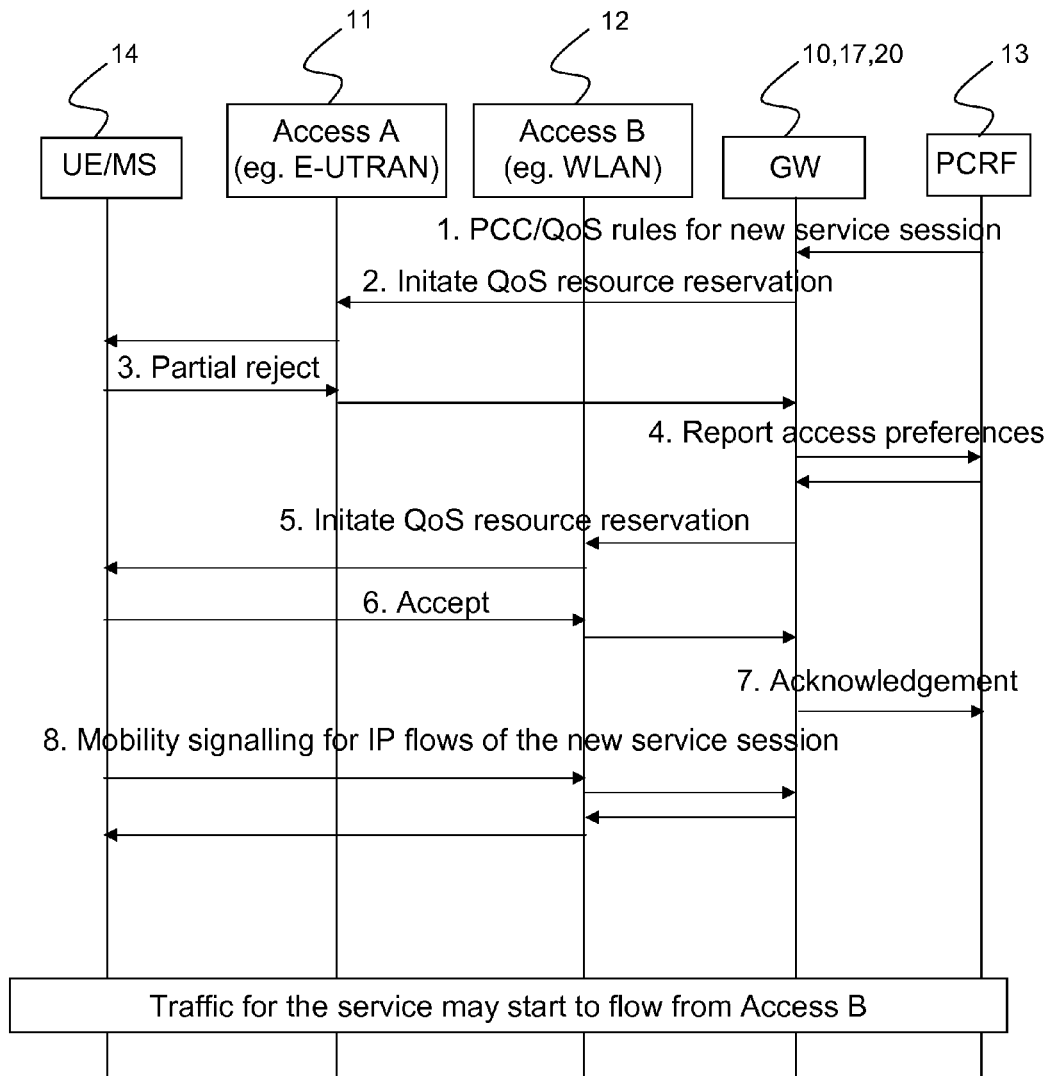 14
11
12
10,17,20
13
UE/MS
Access A
(eg. E-UTRAN)
Access B
(eg. WLAN)
GW
PCRF
1. PCC/QoS rules for new service session
2. Initate QoS resource reservation
3. Partial reject
4. Report access preferences
5. Initate QoS resource reservation
6. Accept
7. Acknowledgement
8. Mobility signalling for IP flows of the new service session
Traffic for the service may start to flow from Access B